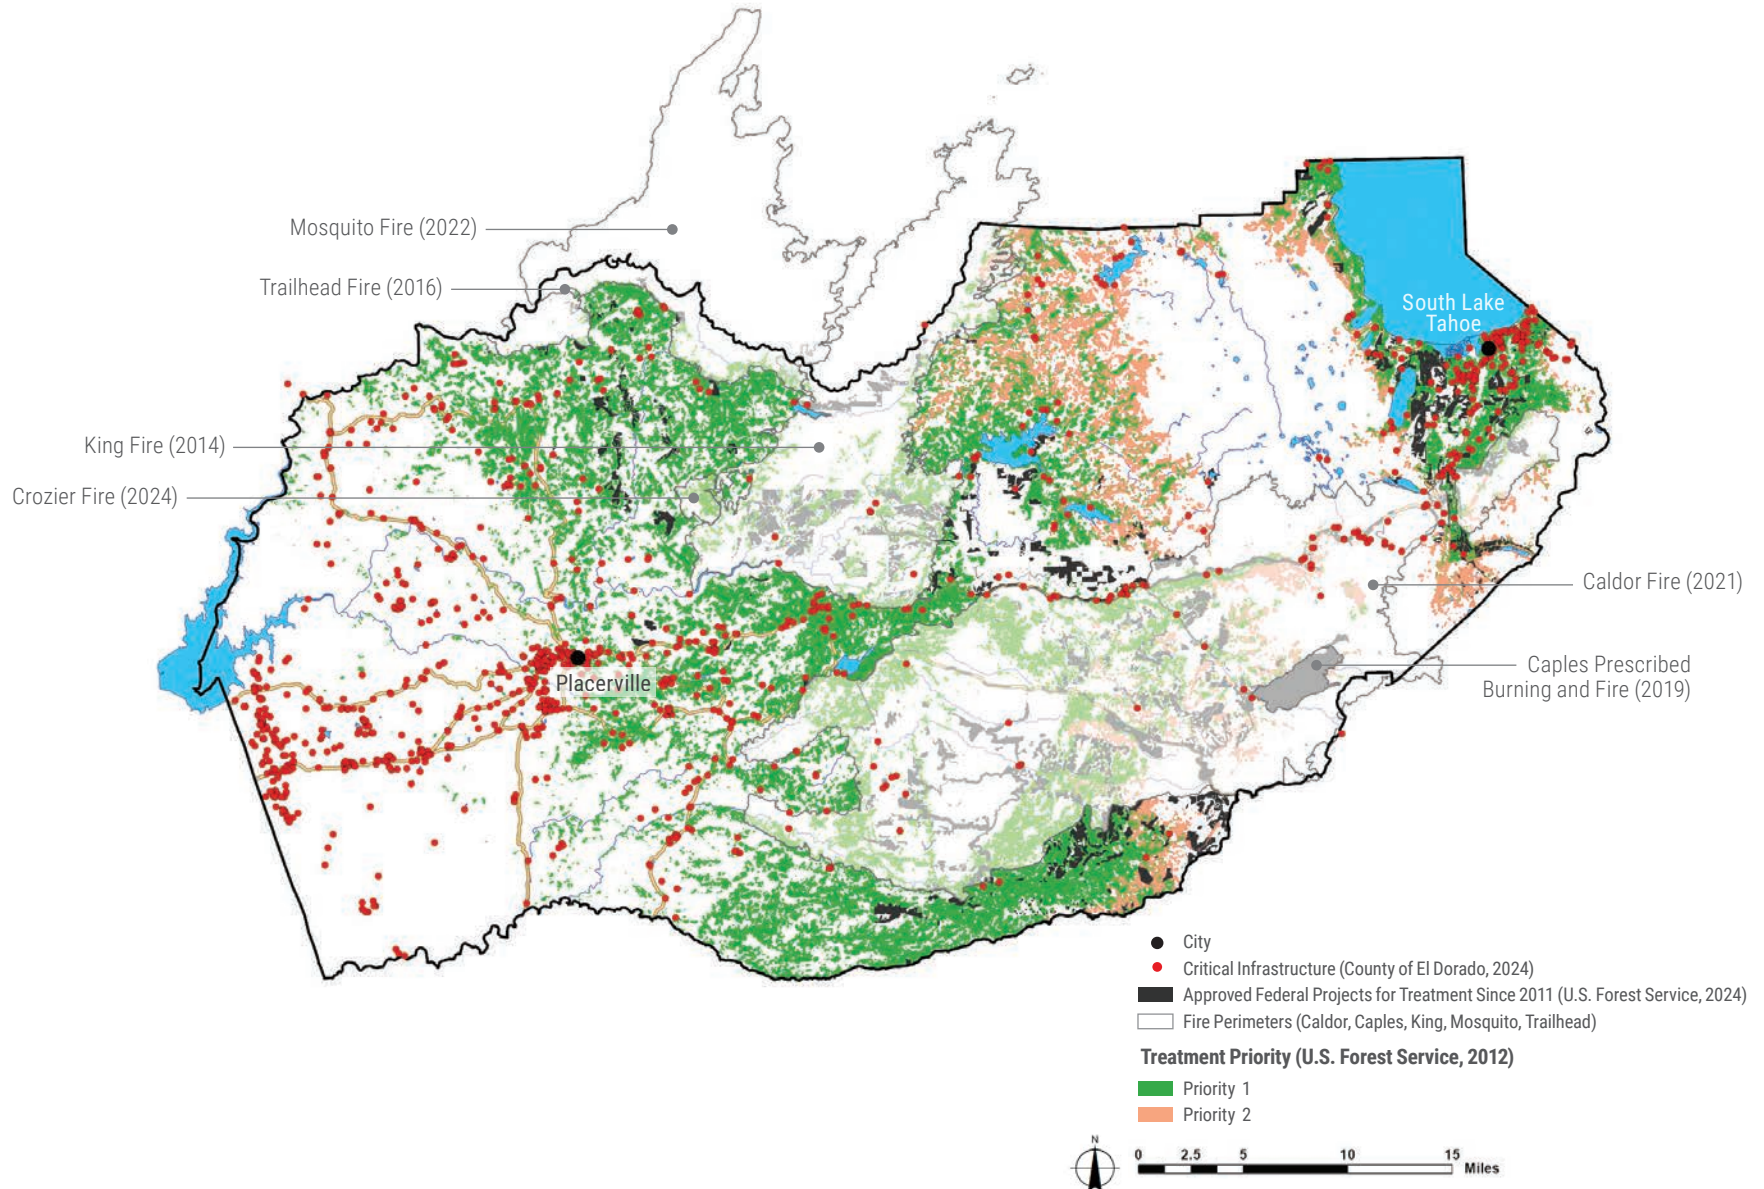 Mosquito Fire (2022)
Trailhead Fire (2016)
South Lake
Tahoe
King Fire (2014)
Crozier Fire (2024)
Caldor Fire (2021)
Placerville
Caples Prescribed
Burning and Fire (2019)
City
Critical Infrastructure (County of El Dorado, 2024)
Approved Federal Projects for Treatment Since 2011 (U.S. Forest Service, 2024)
Fire Perimeters (Caldor, Caples, King, Mosquito, Trailhead)
Treatment Priority (U.S. Forest Service, 2012)
Priority 1
Priority 2
N
0 2.5 5 10 15
Miles